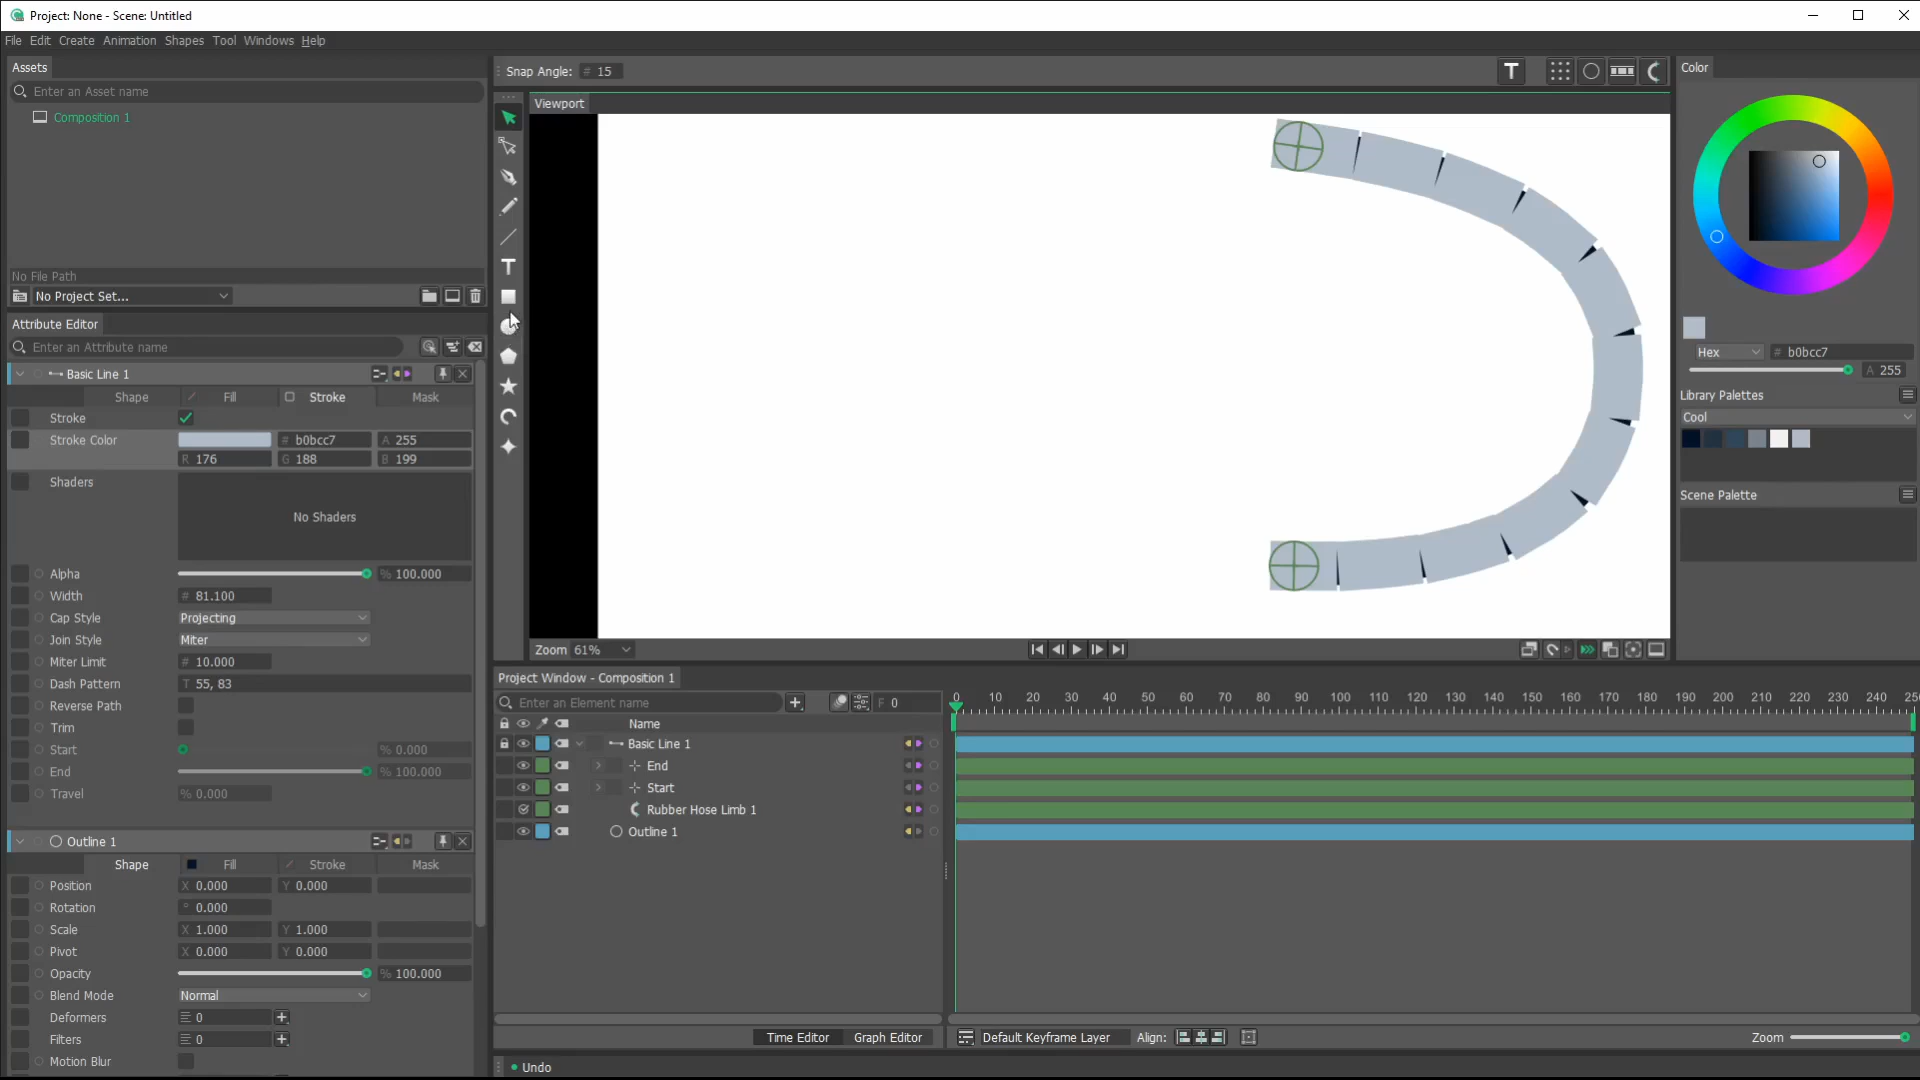 Project: None - Scene: Untitled
File Edit Create Animation Shapes Tool Windows Help
Assets
Enter an Asset name
Composition 1
No File Path
No Project Set...
Snap Angle: # 15
Viewport
Color
Hex # b0bcc7
A 255
Library Palettes
Cool
Scene Palette
Attribute Editor
Enter an Attribute name
Basic Line 1
Shape Fill Stroke Mask
Stroke
Stroke Color # b0bcc7 A 255
R 176 G 188 B 199
Shaders
No Shaders
Alpha % 100.000
Width # 81.100
Cap Style Projecting
Join Style Miter
Miter Limit # 10.000
Dash Pattern T 55, 83
Reverse Path
Trim
Start % 0.000
End % 100.000
Travel % 0.000
Outline 1
Shape Fill Stroke Mask
Position X 0.000 Y 0.000
Rotation ° 0.000
Scale X 1.000 Y 1.000
Pivot X 0.000 Y 0.000
Opacity % 100.000
Blend Mode Normal
Deformers 0
Filters 0
Motion Blur
Zoom 61%
Project Window - Composition 1
Enter an Element name
F 0
0 10 20 30 40 50 60 70 80 90 100 110 120 130 140 150 160 170 180 190 200 210 220 230 240 25
Name
Basic Line 1
End
Start
Rubber Hose Limb 1
Outline 1
Time Editor Graph Editor
Default Keyframe Layer Align:
Zoom
Undo